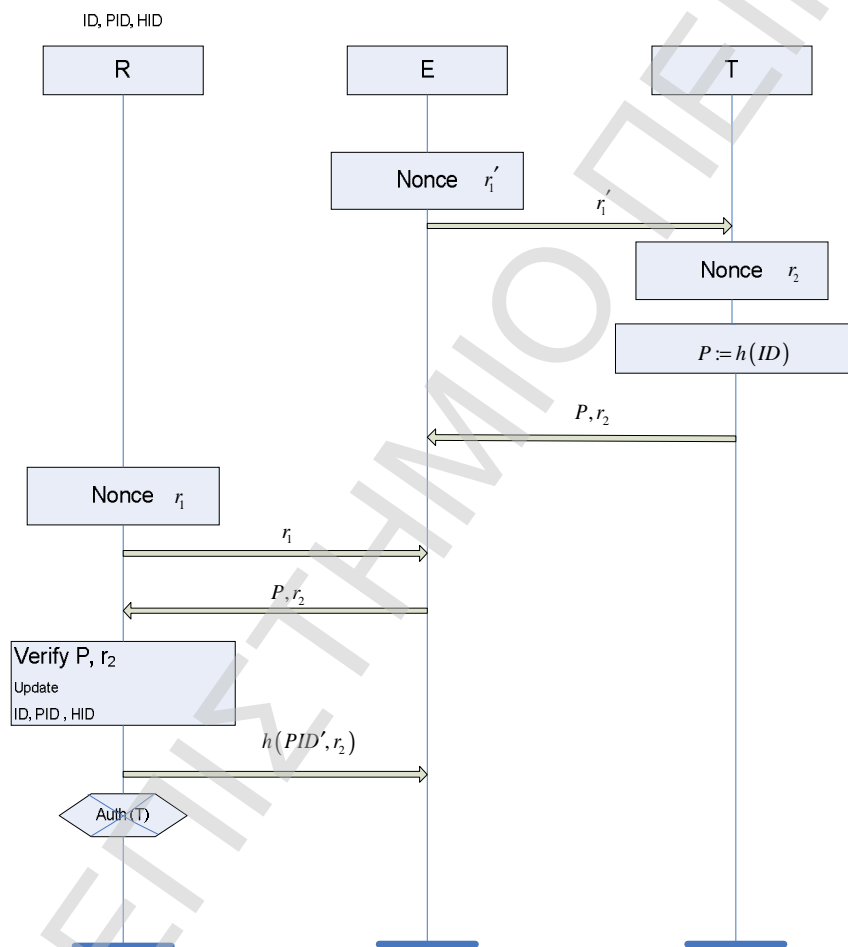 ID, PID, HID
R
E
T
Nonce r₁′
r₁′
Nonce r₂
P := h(ID)
P, r₂
Nonce r₁
r₁
P, r₂
Verify P, r₂
Update
ID, PID , HID
h(PID′, r₂)
Auth(T)
ΕΠΙΣΤΗΜΙΟ ΠΕΙ